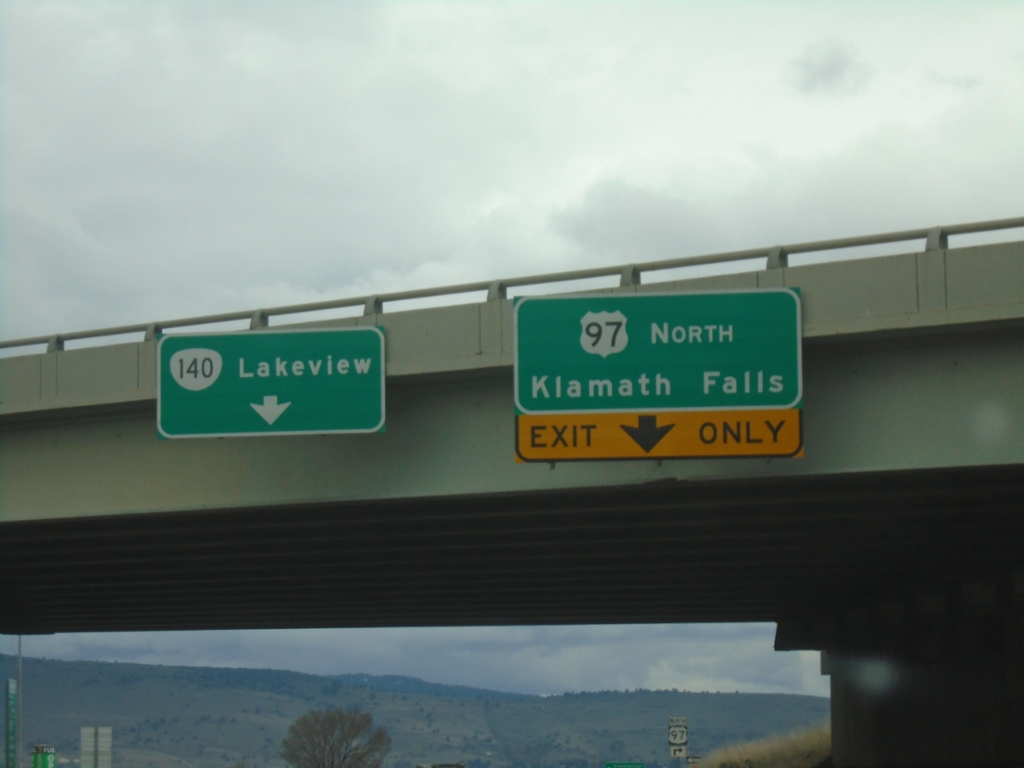 140 Lakeview
97 NORTH
Klamath Falls
EXIT ONLY
97